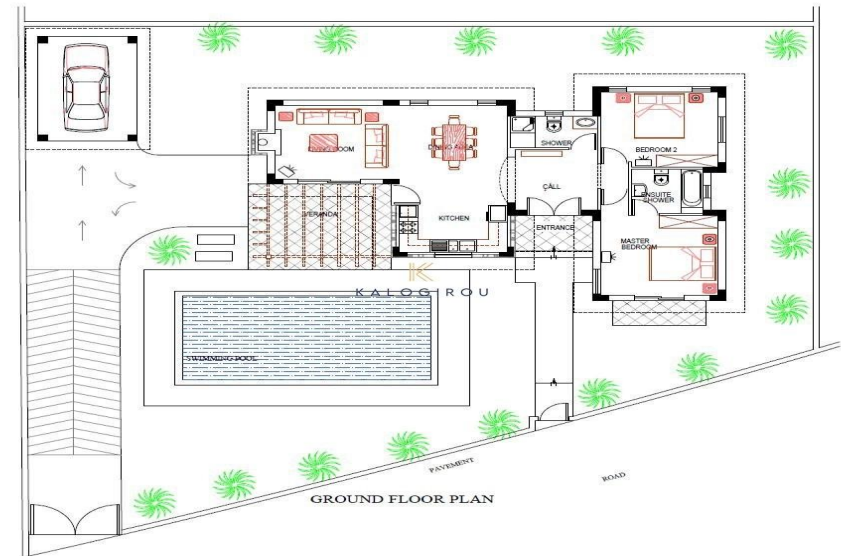 BEDROOM 2
SHOWER
LIVING ROOM
DINING AREA
CALL
ENSUITE
SHOWER
VERANDA
KITCHEN
ENTRANCE
MASTER
BEDROOM
KALOGIROU
SWIMMING POOL
PAVEMENT
ROAD
GROUND FLOOR PLAN